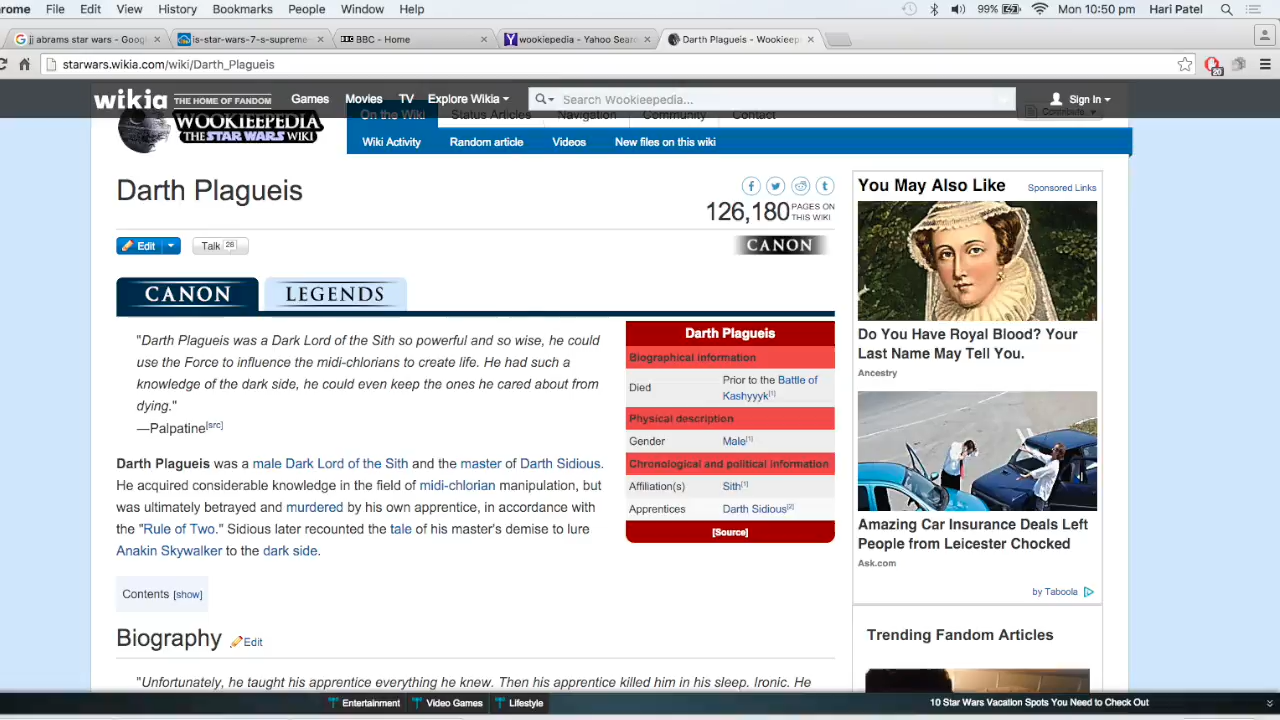 rome File Edit View History Bookmarks People Window Help 99% Mon 10:50 pm Hari Patel
jj abrams star wars - Goog is-star-wars-7-s-supreme BBC - Home wookiepedia - Yahoo Sear Darth Plagueis - Wookieep
starwars.wikia.com/wiki/Darth_Plagueis
20
wikia THE HOME OF FANDOM Games Movies TV Explore Wikia Search Wookieepedia... Sign In
WOOKIEEPEDIA On the Wiki Status Articles Navigation Community Contact Contribute
THE STAR WARS WIKI
Wiki Activity Random article Videos New files on this wiki
Darth Plagueis
126,180 PAGES ON
THIS WIKI
Edit Talk 28
CANON
CANON LEGENDS
"Darth Plagueis was a Dark Lord of the Sith so powerful and so wise, he could
use the Force to influence the midi-chlorians to create life. He had such a
knowledge of the dark side, he could even keep the ones he cared about from
dying."
—Palpatine[src]
Darth Plagueis was a male Dark Lord of the Sith and the master of Darth Sidious.
He acquired considerable knowledge in the field of midi-chlorian manipulation, but
was ultimately betrayed and murdered by his own apprentice, in accordance with
the "Rule of Two." Sidious later recounted the tale of his master's demise to lure
Anakin Skywalker to the dark side.
Contents [show]
Biography Edit
"Unfortunately, he taught his apprentice everything he knew. Then his apprentice killed him in his sleep. Ironic. He
Darth Plagueis
Biographical information
Died Prior to the Battle of
Kashyyyk[1]
Physical description
Gender Male[1]
Chronological and political information
Affiliation(s) Sith[1]
Apprentices Darth Sidious[2]
[Source]
You May Also Like Sponsored Links
Do You Have Royal Blood? Your
Last Name May Tell You.
Ancestry
Amazing Car Insurance Deals Left
People from Leicester Chocked
Ask.com
by Taboola
Trending Fandom Articles
Entertainment Video Games Lifestyle 10 Star Wars Vacation Spots You Need to Check Out